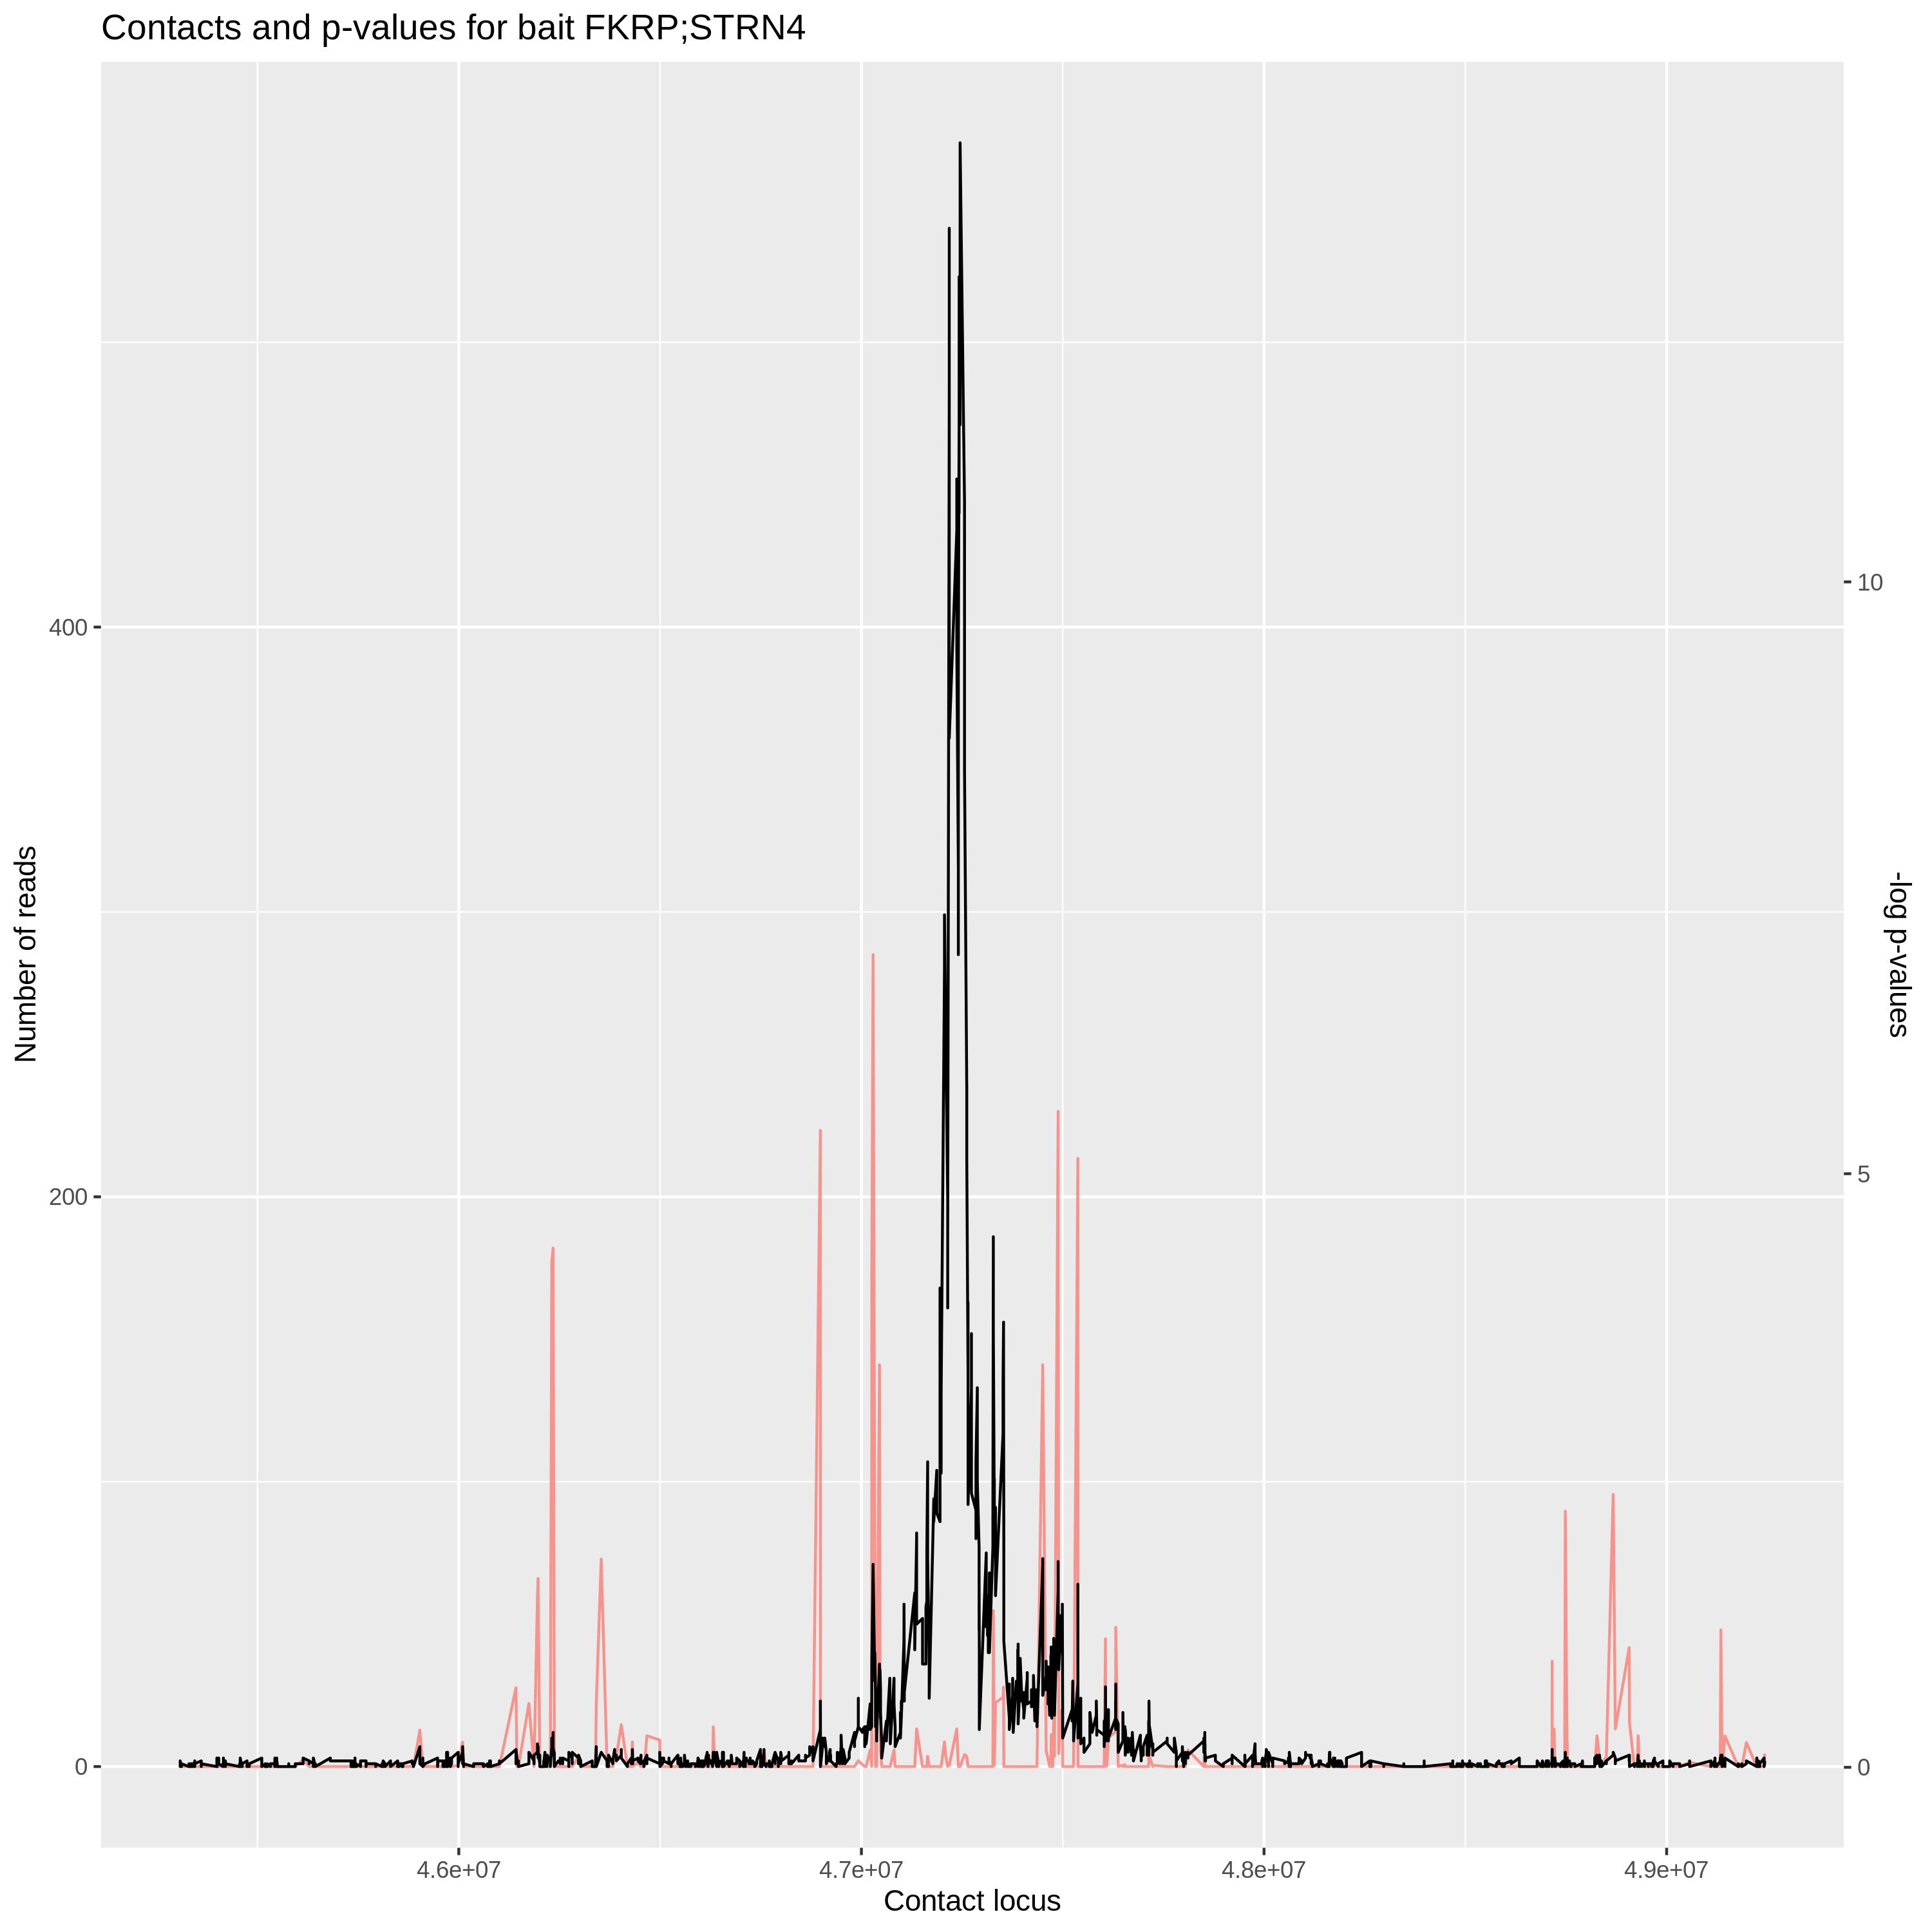 Contacts and p-values for bait FKRP;STRN4
Number of reads
400
200
0
10
5
0
-log p-values
4.6e+07
4.7e+07
4.8e+07
4.9e+07
Contact locus